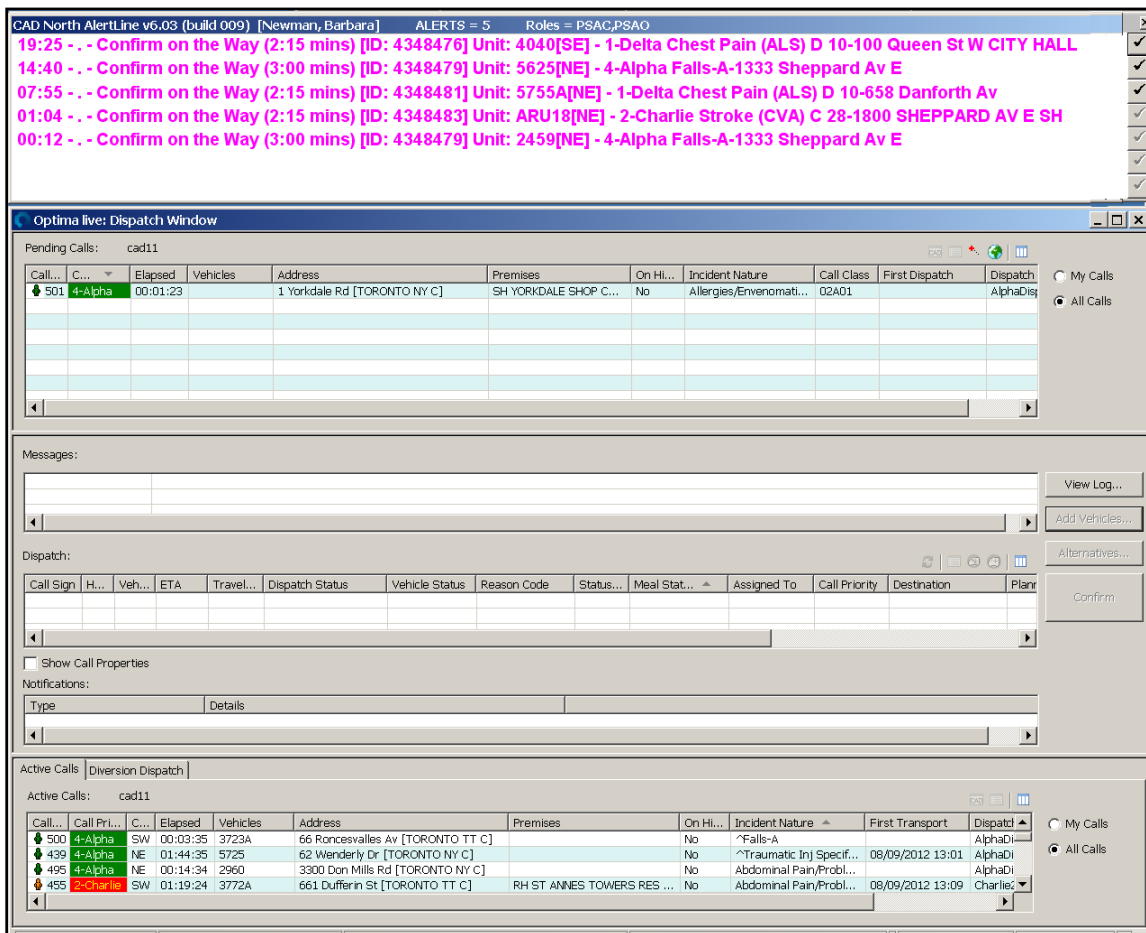 CAD North AlertLine v6.03 (build 009) [Newman, Barbara] ALERTS = 5 Roles = PSAC,PSAO
19:25 - . - Confirm on the Way (2:15 mins) [ID: 4348476] Unit: 4040[SE] - 1-Delta Chest Pain (ALS) D 10-100 Queen St W CITY HALL
14:40 - . - Confirm on the Way (3:00 mins) [ID: 4348479] Unit: 5625[NE] - 4-Alpha Falls-A-1333 Sheppard Av E
07:55 - . - Confirm on the Way (2:15 mins) [ID: 4348481] Unit: 5755A[NE] - 1-Delta Chest Pain (ALS) D 10-658 Danforth Av
01:04 - . - Confirm on the Way (2:15 mins) [ID: 4348483] Unit: ARU18[NE] - 2-Charlie Stroke (CVA) C 28-1800 SHEPPARD AV E SH
00:12 - . - Confirm on the Way (3:00 mins) [ID: 4348479] Unit: 2459[NE] - 4-Alpha Falls-A-1333 Sheppard Av E
Optima live: Dispatch Window
Pending Calls: cad11
Call... C... Elapsed Vehicles Address Premises On Hi... Incident Nature Call Class First Dispatch Dispatch
501 4-Alpha 00:01:23 1 Yorkdale Rd [TORONTO NY C] SH YORKDALE SHOP C... No Allergies/Envenomati... 02A01 AlphaDisp
My Calls
All Calls
Messages:
View Log...
Add Vehicles...
Dispatch:
Alternatives...
Call Sign H... Veh... ETA Travel... Dispatch Status Vehicle Status Reason Code Status... Meal Stat... Assigned To Call Priority Destination Planr
Confirm
Show Call Properties
Notifications:
Type Details
Active Calls Diversion Dispatch
Active Calls: cad11
Call... Call Pri... C... Elapsed Vehicles Address Premises On Hi... Incident Nature First Transport Dispatch
500 4-Alpha SW 00:03:35 3723A 66 Roncesvalles Av [TORONTO TT C] No ^Falls-A AlphaDi
439 4-Alpha NE 01:44:35 5725 62 Wenderly Dr [TORONTO NY C] No ^Traumatic Inj Specif... 08/09/2012 13:01 AlphaDi
495 4-Alpha NE 00:14:34 2960 3300 Don Mills Rd [TORONTO NY C] No Abdominal Pain/Probl... AlphaDi
455 2-Charlie SW 01:19:24 3772A 661 Dufferin St [TORONTO TT C] RH ST ANNES TOWERS RES ... No Abdominal Pain/Probl... 08/09/2012 13:09 Charlie2
My Calls
All Calls